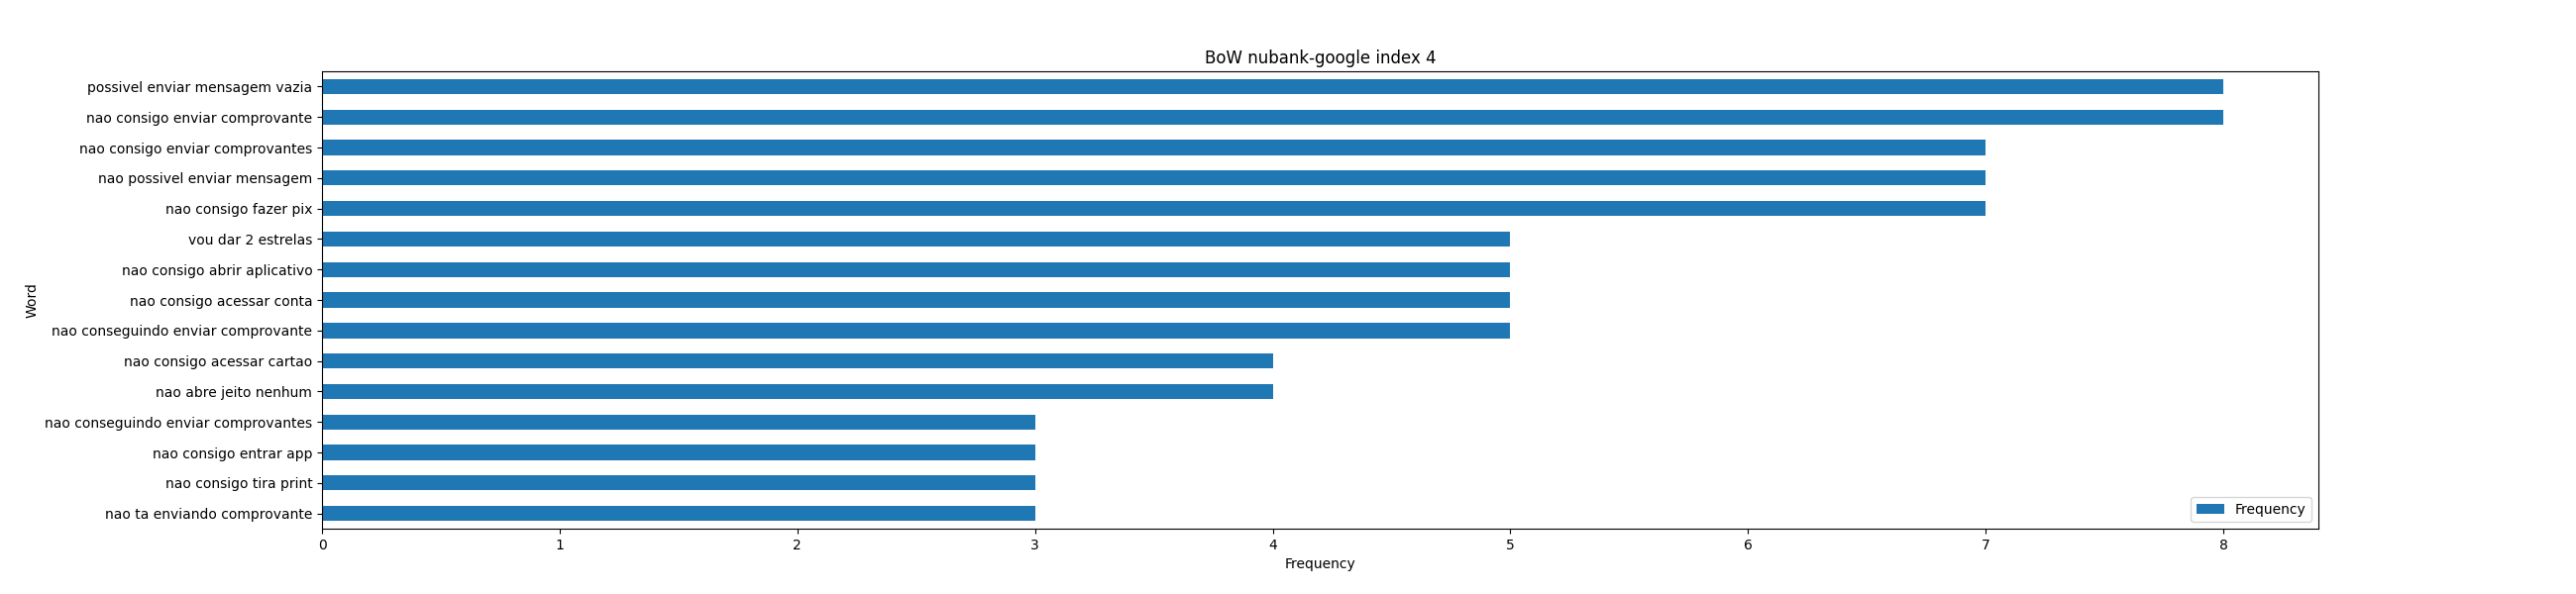 BoW nubank-google index 4
possivel enviar mensagem vazia
nao consigo enviar comprovante
nao consigo enviar comprovantes
nao possivel enviar mensagem
nao consigo fazer pix
vou dar 2 estrelas
nao consigo abrir aplicativo
nao consigo acessar conta
nao conseguindo enviar comprovante
nao consigo acessar cartao
nao abre jeito nenhum
nao conseguindo enviar comprovantes
nao consigo entrar app
nao consigo tira print
nao ta enviando comprovante
Word
Frequency
0 1 2 3 4 5 6 7 8
Frequency